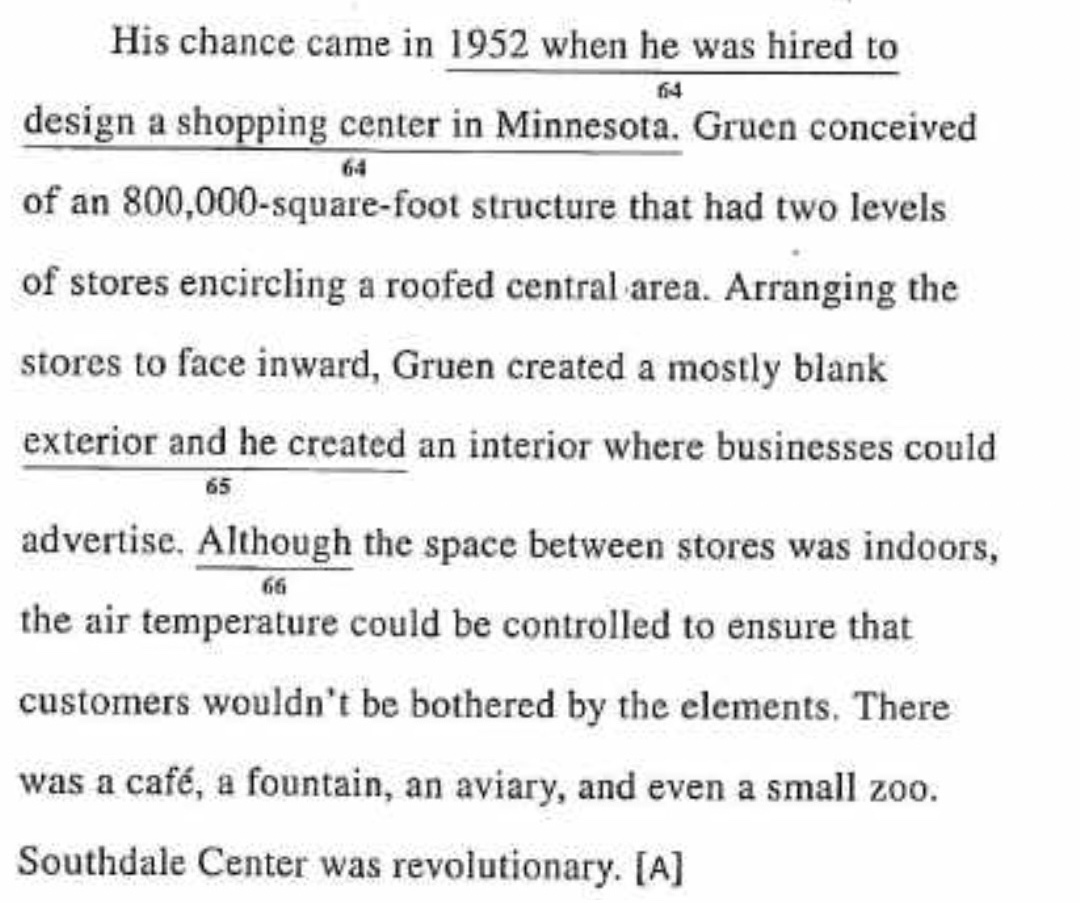 His chance came in 1952 when he was hired to
64
design a shopping center in Minnesota. Gruen conceived
64
of an 800,000-square-foot structure that had two levels
of stores encircling a roofed central area. Arranging the
stores to face inward, Gruen created a mostly blank
exterior and he created an interior where businesses could
65
advertise. Although the space between stores was indoors,
66
the air temperature could be controlled to ensure that
customers wouldn't be bothered by the elements. There
was a café, a fountain, an aviary, and even a small zoo.
Southdale Center was revolutionary. [A]